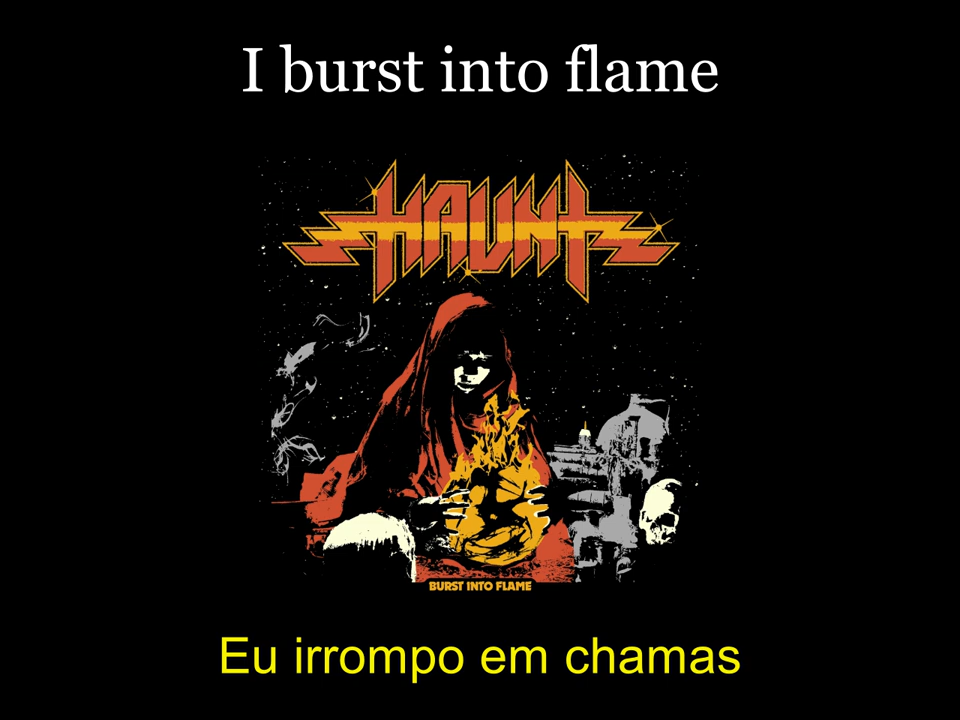 I burst into flame
HAUNT
BURST INTO FLAME
Eu irrompo em chamas